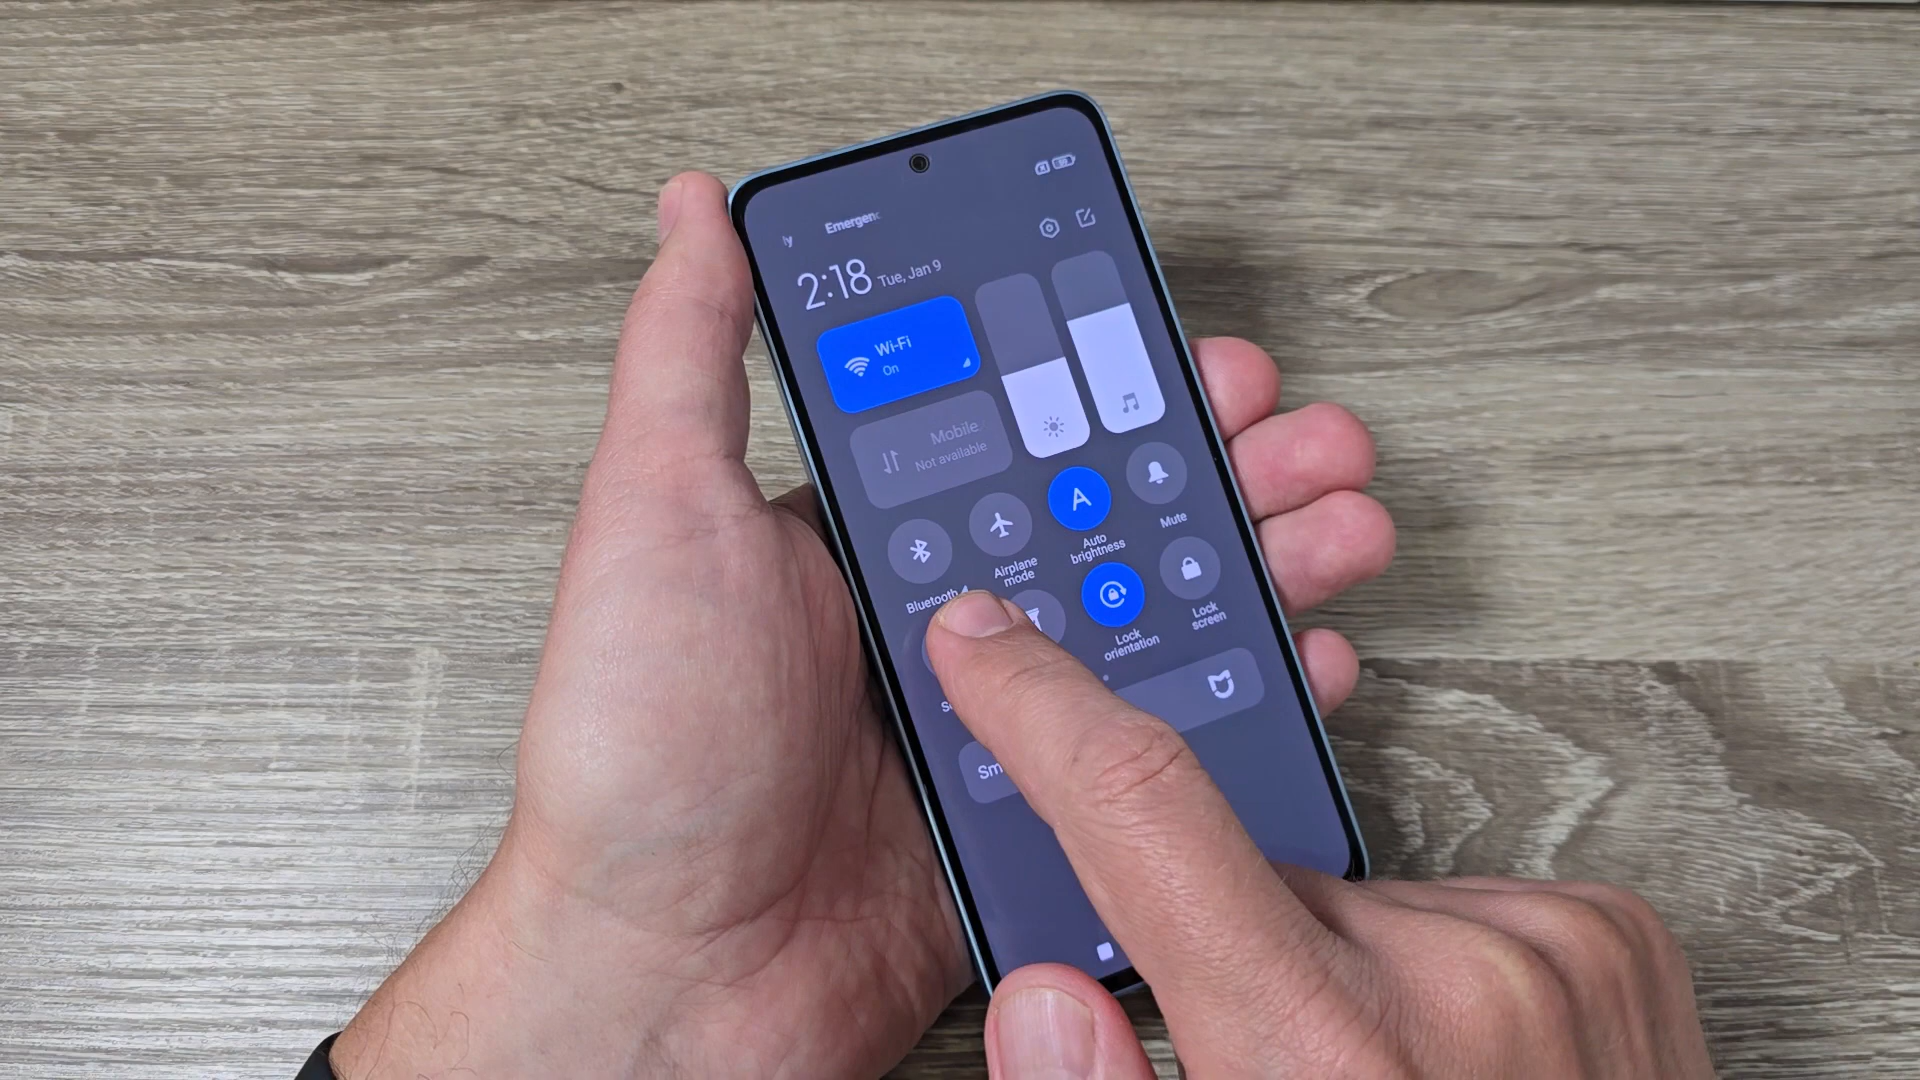 Emergenc
2:18 Tue, Jan 9
Wi-Fi
On
Mobile
Not available
Bluetooth
Airplane
mode
Auto
brightness
Mute
Lock
orientation
Lock
screen
Sm